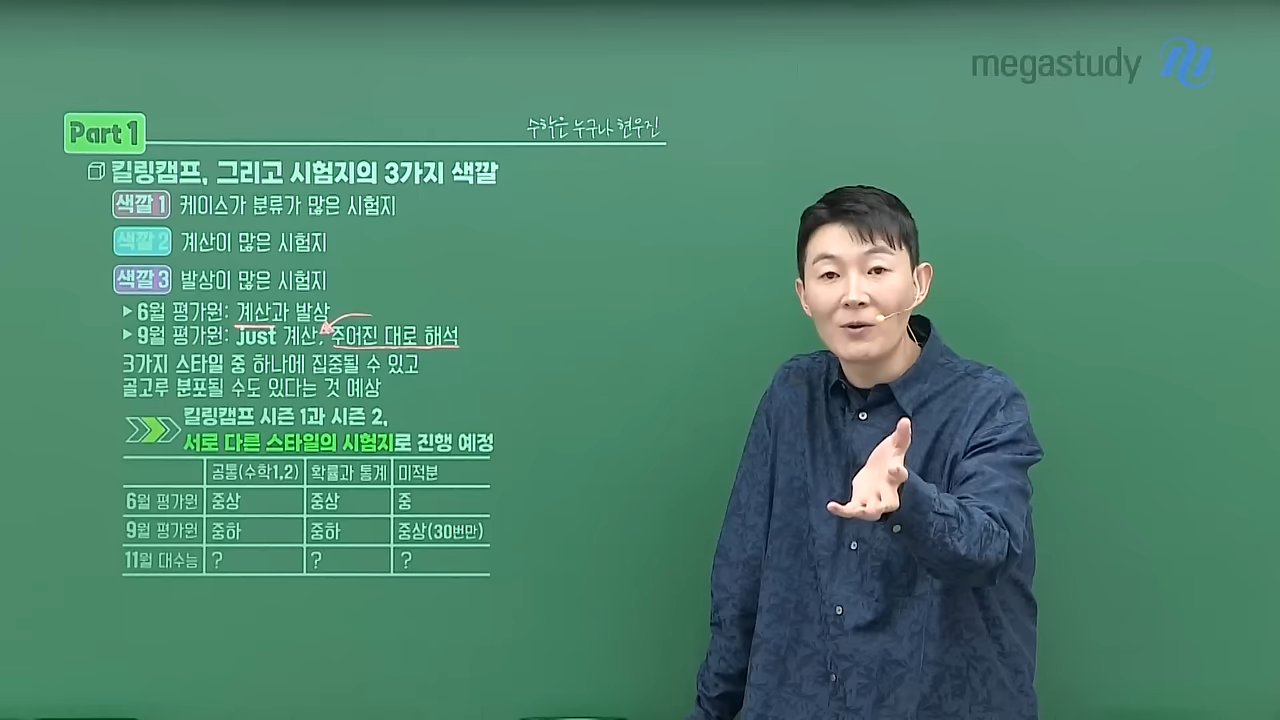 megastudy
Part 1
수학은 누구나 현우진
킬링캠프, 그리고 시험지의 3가지 색깔
색깔 1 케이스가 분류가 많은 시험지
색깔 2 계산이 많은 시험지
색깔 3 발상이 많은 시험지
▶ 6월 평가원: 계산과 발상
▶ 9월 평가원: Just 계산, 주어진 대로 해석
3가지 스타일 중 하나에 집중될 수 있고
골고루 분포될 수도 있다는 것 예상
킬링캠프 시즌 1과 시즌 2,
서로 다른 스타일의 시험지로 진행 예정
공통(수학1,2) 확률과 통계 미적분
6월 평가원 중상 중상 중
9월 평가원 중하 중하 중상(30번만)
11월 대수능 ? ? ?